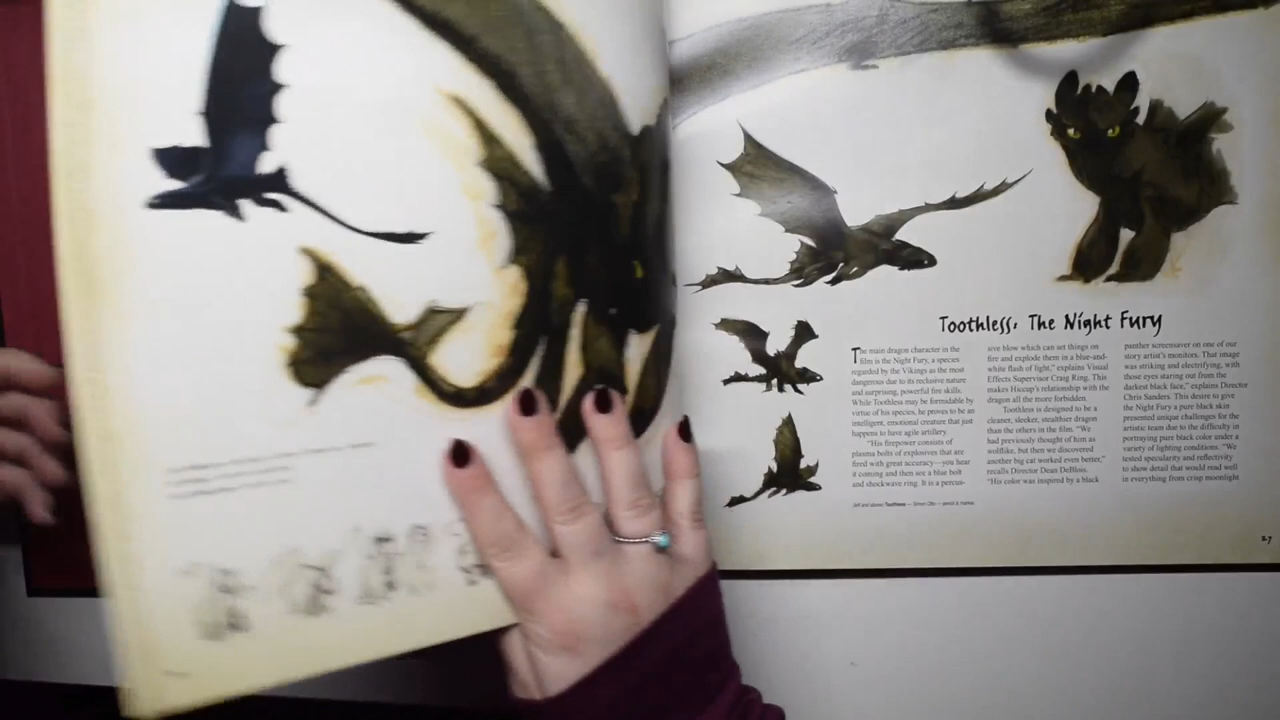 Toothless: The Night Fury
The main dragon character in the
film is the Night Fury, a species
regarded by the Vikings as the most
dangerous due to its reclusive nature
and surprising, powerful fire skills.
While Toothless may be formidable by
virtue of his species, he proves to be an
intelligent, emotional creature that just
happens to have agile artillery.
"His firepower consists of
plasma bolts of explosives that are
fired with great accuracy—you hear
it coming and then see a blue bolt
and shockwave ring. It is a percus-
sive blow which can set things on
fire and explode them in a blue-and-
white flash of light," explains Visual
Effects Supervisor Craig Ring. This
makes Hiccup's relationship with the
dragon all the more forbidden.
Toothless is designed to be a
cleaner, sleeker, stealthier dragon
than the others in the film. "We
had previously thought of him as
wolflike, but then we discovered
another big cat worked even better,"
recalls Director Dean DeBlois.
"His color was inspired by a black
panther screensaver on one of our
story artist's monitors. That image
was striking and electrifying, with
those eyes staring out from the
darkest black face," explains Director
Chris Sanders. This desire to give
the Night Fury a pure black skin
presented unique challenges for the
artistic team due to the difficulty in
portraying pure black color under a
variety of lighting conditions. "We
tested specularity and reflectivity
to show detail that would read well
in everything from crisp moonlight
Left and above: Toothless — Simon Otto — pencil & marker
27